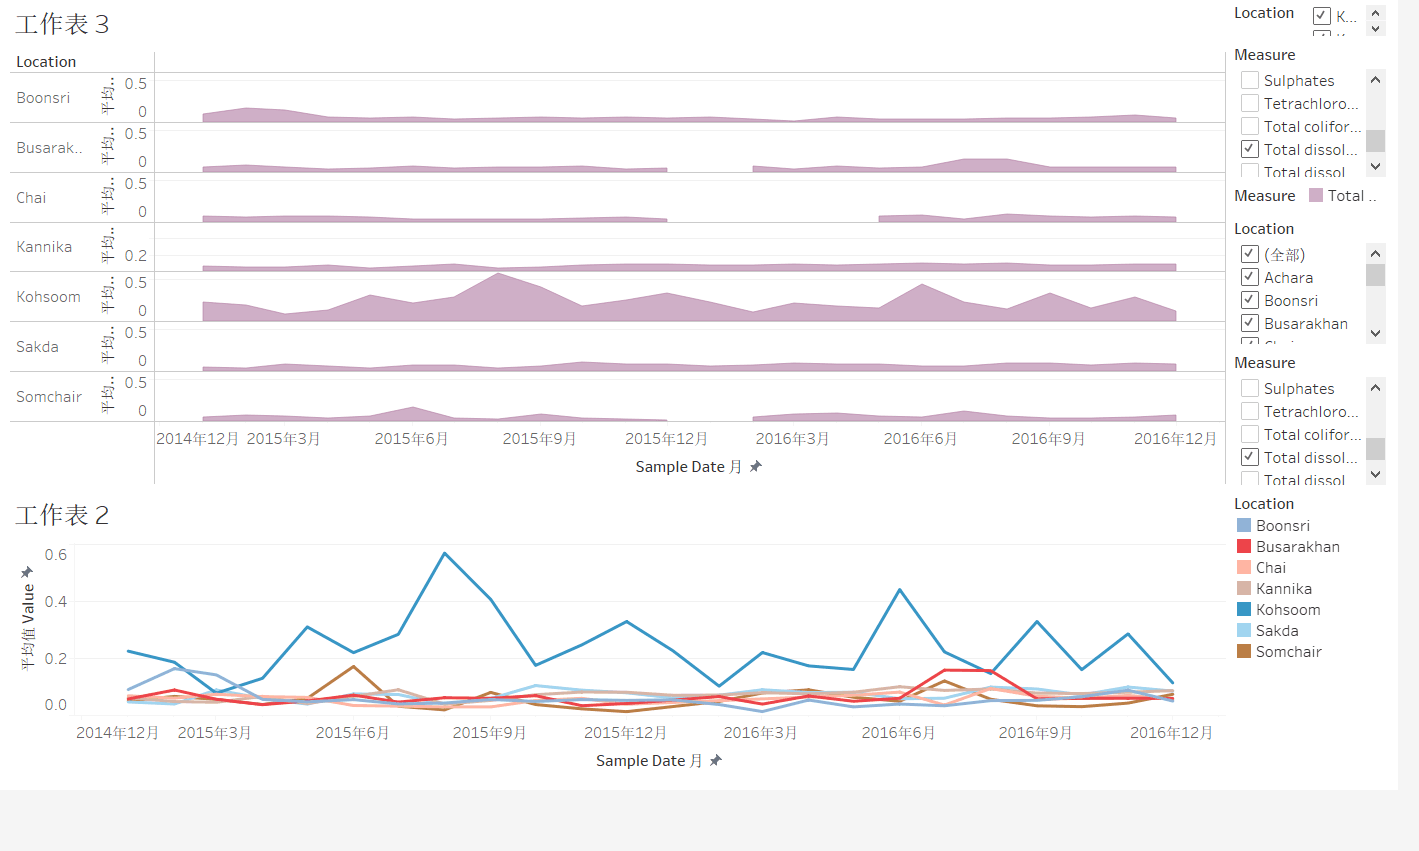 工作表 3
Location
Boonsri
平均..
0.5
0
Busarak..
平均..
0.5
0
Chai
平均..
0.5
0
Kannika
平均..
0.2
Kohsoom
平均..
0.5
0
Sakda
平均..
0.5
0
Somchair
平均..
0.5
0
2014年12月 2015年3月 2015年6月 2015年9月 2015年12月 2016年3月 2016年6月 2016年9月 2016年12月
Sample Date 月
Location
K...
Measure
Sulphates
Tetrachloro...
Total colifor...
Total dissol...
Total dissol
Measure Total ..
Location
(全部)
Achara
Boonsri
Busarakhan
Measure
Sulphates
Tetrachloro...
Total colifor...
Total dissol...
Total dissol
工作表 2
平均值 Value
0.6
0.4
0.2
0.0
2014年12月 2015年3月 2015年6月 2015年9月 2015年12月 2016年3月 2016年6月 2016年9月 2016年12月
Sample Date 月
Location
Boonsri
Busarakhan
Chai
Kannika
Kohsoom
Sakda
Somchair